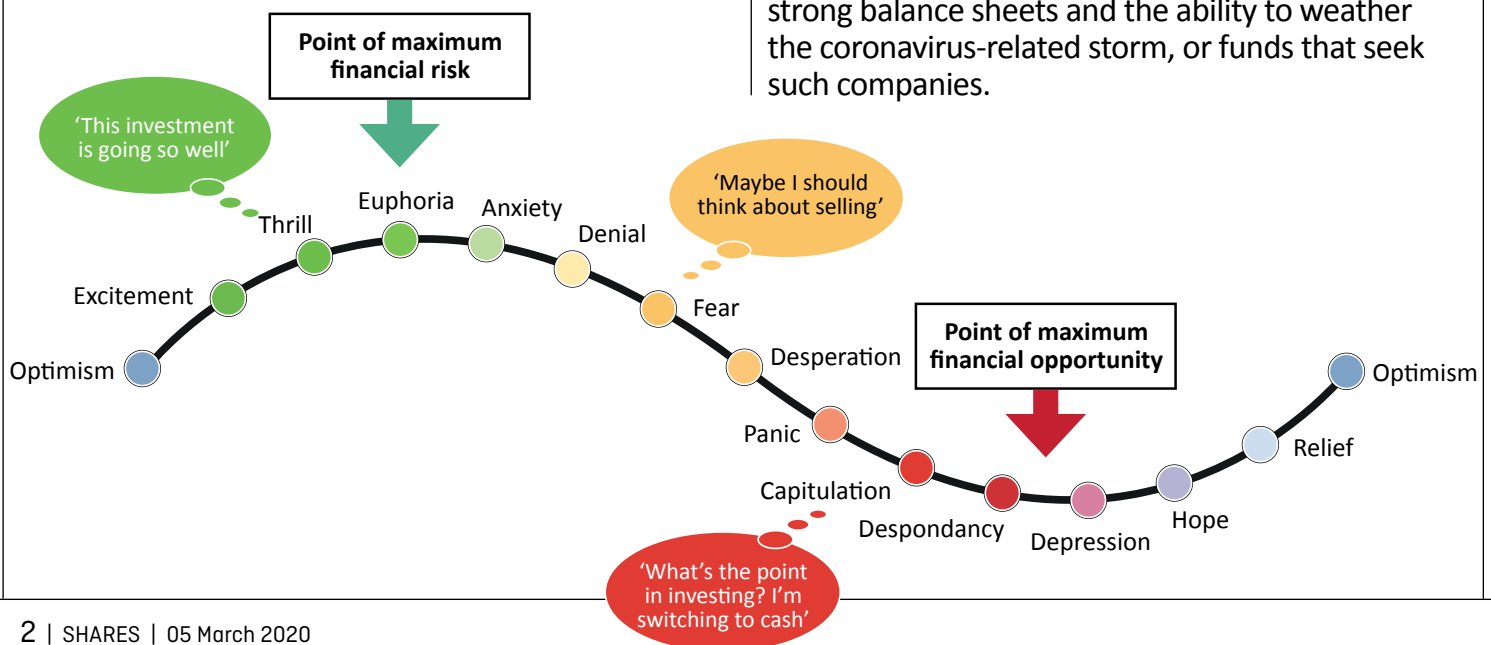 strong balance sheets and the ability to weather
the coronavirus-related storm, or funds that seek
such companies.
Point of maximum
financial risk
‘This investment
is going so well’
‘Maybe I should
think about selling’
Optimism
Excitement
Thrill
Euphoria
Anxiety
Denial
Fear
Desperation
Panic
Capitulation
Despondancy
Depression
Hope
Relief
Optimism
Point of maximum
financial opportunity
‘What’s the point
in investing? I’m
switching to cash’
2 | SHARES | 05 March 2020